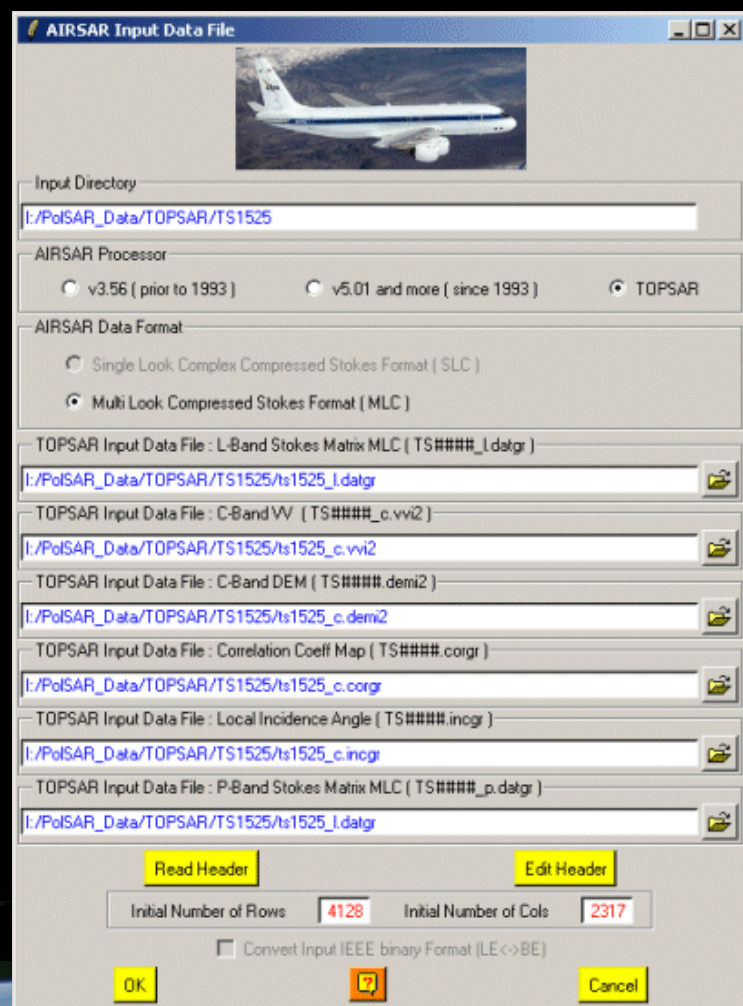 AIRSAR Input Data File
Input Directory
I:/PolSAR_Data/TOPSAR/TS1525
AIRSAR Processor
v3.56 ( prior to 1993 ) v5.01 and more ( since 1993 ) TOPSAR
AIRSAR Data Format
Single Look Complex Compressed Stokes Format ( SLC )
Multi Look Compressed Stokes Format ( MLC )
TOPSAR Input Data File : L-Band Stokes Matrix MLC ( TS####_l.datgr )
I:/PolSAR_Data/TOPSAR/TS1525/ts1525_l.datgr
TOPSAR Input Data File : C-Band VV ( TS####_c.vvi2 )
I:/PolSAR_Data/TOPSAR/TS1525/ts1525_c.vvi2
TOPSAR Input Data File : C-Band DEM ( TS####.demi2 )
I:/PolSAR_Data/TOPSAR/TS1525/ts1525_c.demi2
TOPSAR Input Data File : Correlation Coeff Map ( TS####.corgr )
I:/PolSAR_Data/TOPSAR/TS1525/ts1525_c.corgr
TOPSAR Input Data File : Local Incidence Angle ( TS####.incgr )
I:/PolSAR_Data/TOPSAR/TS1525/ts1525_c.incgr
TOPSAR Input Data File : P-Band Stokes Matrix MLC ( TS####_p.datgr )
I:/PolSAR_Data/TOPSAR/TS1525/ts1525_l.datgr
Read Header Edit Header
Initial Number of Rows 4128 Initial Number of Cols 2317
Convert Input IEEE binary Format (LE<->BE)
OK ? Cancel